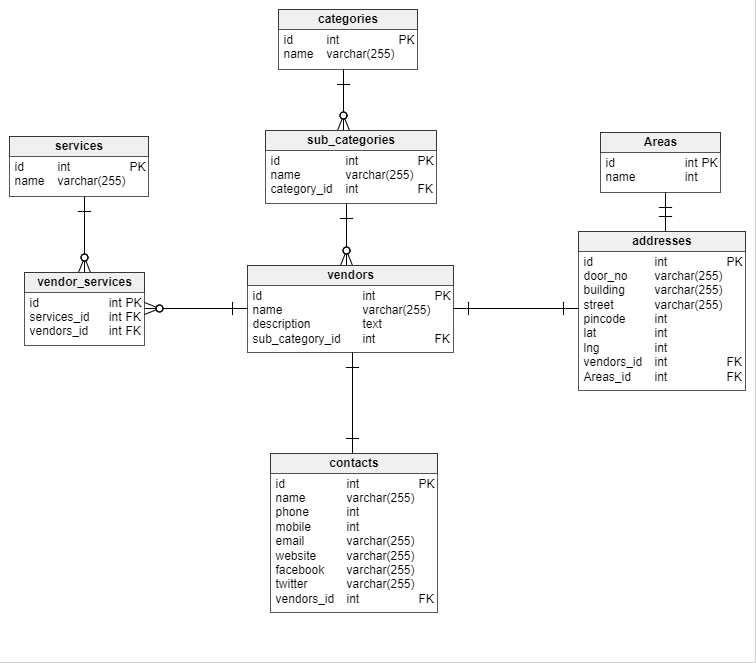 categories
id int PK
name varchar(255)
services
id int PK
name varchar(255)
sub_categories
id int PK
name varchar(255)
category_id int FK
Areas
id int PK
name int
vendor_services
id int PK
services_id int FK
vendors_id int FK
vendors
id int PK
name varchar(255)
description text
sub_category_id int FK
addresses
id int PK
door_no varchar(255)
building varchar(255)
street varchar(255)
pincode int
lat int
lng int
vendors_id int FK
Areas_id int FK
contacts
id int PK
name varchar(255)
phone int
mobile int
email varchar(255)
website varchar(255)
facebook varchar(255)
twitter varchar(255)
vendors_id int FK